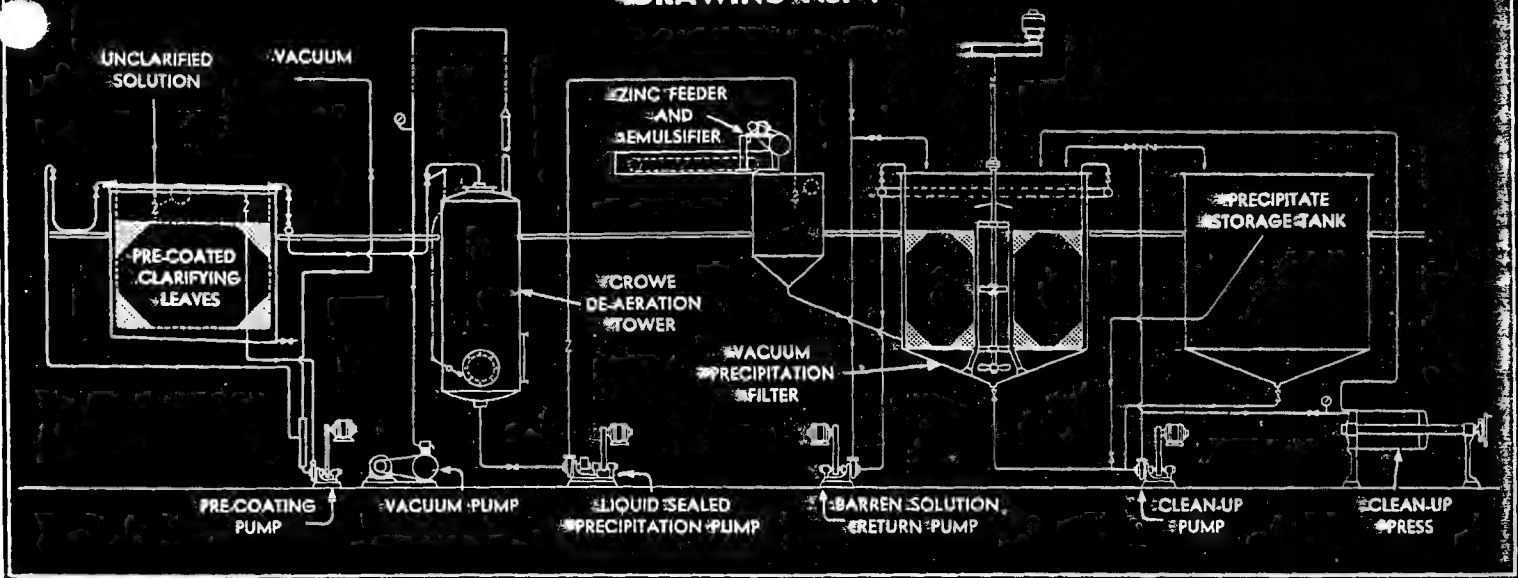 DRAWING NO.
UNCLARIFIED
SOLUTION
VACUUM
ZINC FEEDER
AND
EMULSIFIER
PRECIPITATE
STORAGE TANK
PRE-COATED
CLARIFYING
LEAVES
CROWE
DE-AERATION
TOWER
VACUUM
PRECIPITATION
FILTER
PRE-COATING
PUMP
VACUUM PUMP
LIQUID SEALED
PRECIPITATION PUMP
BARREN SOLUTION
RETURN PUMP
CLEAN-UP
PUMP
CLEAN-UP
PRESS